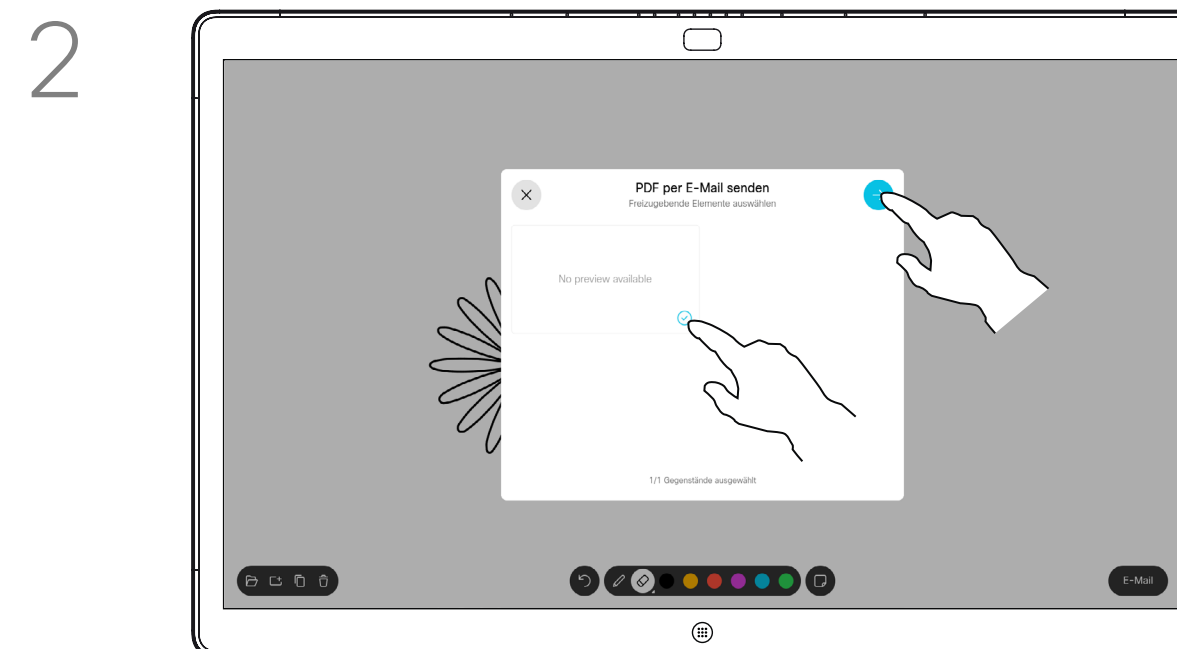 2
PDF per E-Mail senden
Freizugebende Elemente auswählen
No preview available
1/1 Gegenstände ausgewählt
E-Mail